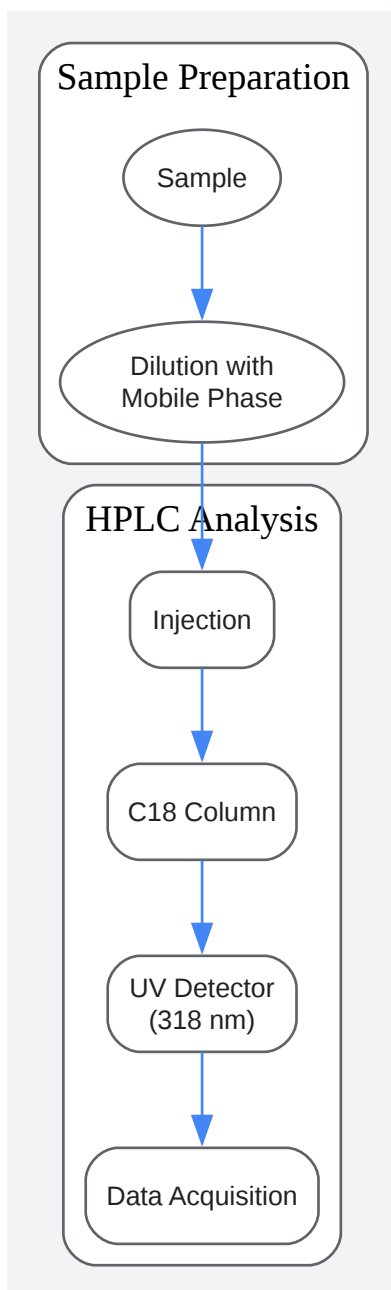 Sample Preparation
Sample
Dilution with
Mobile Phase
HPLC Analysis
Injection
C18 Column
UV Detector
(318 nm)
Data Acquisition